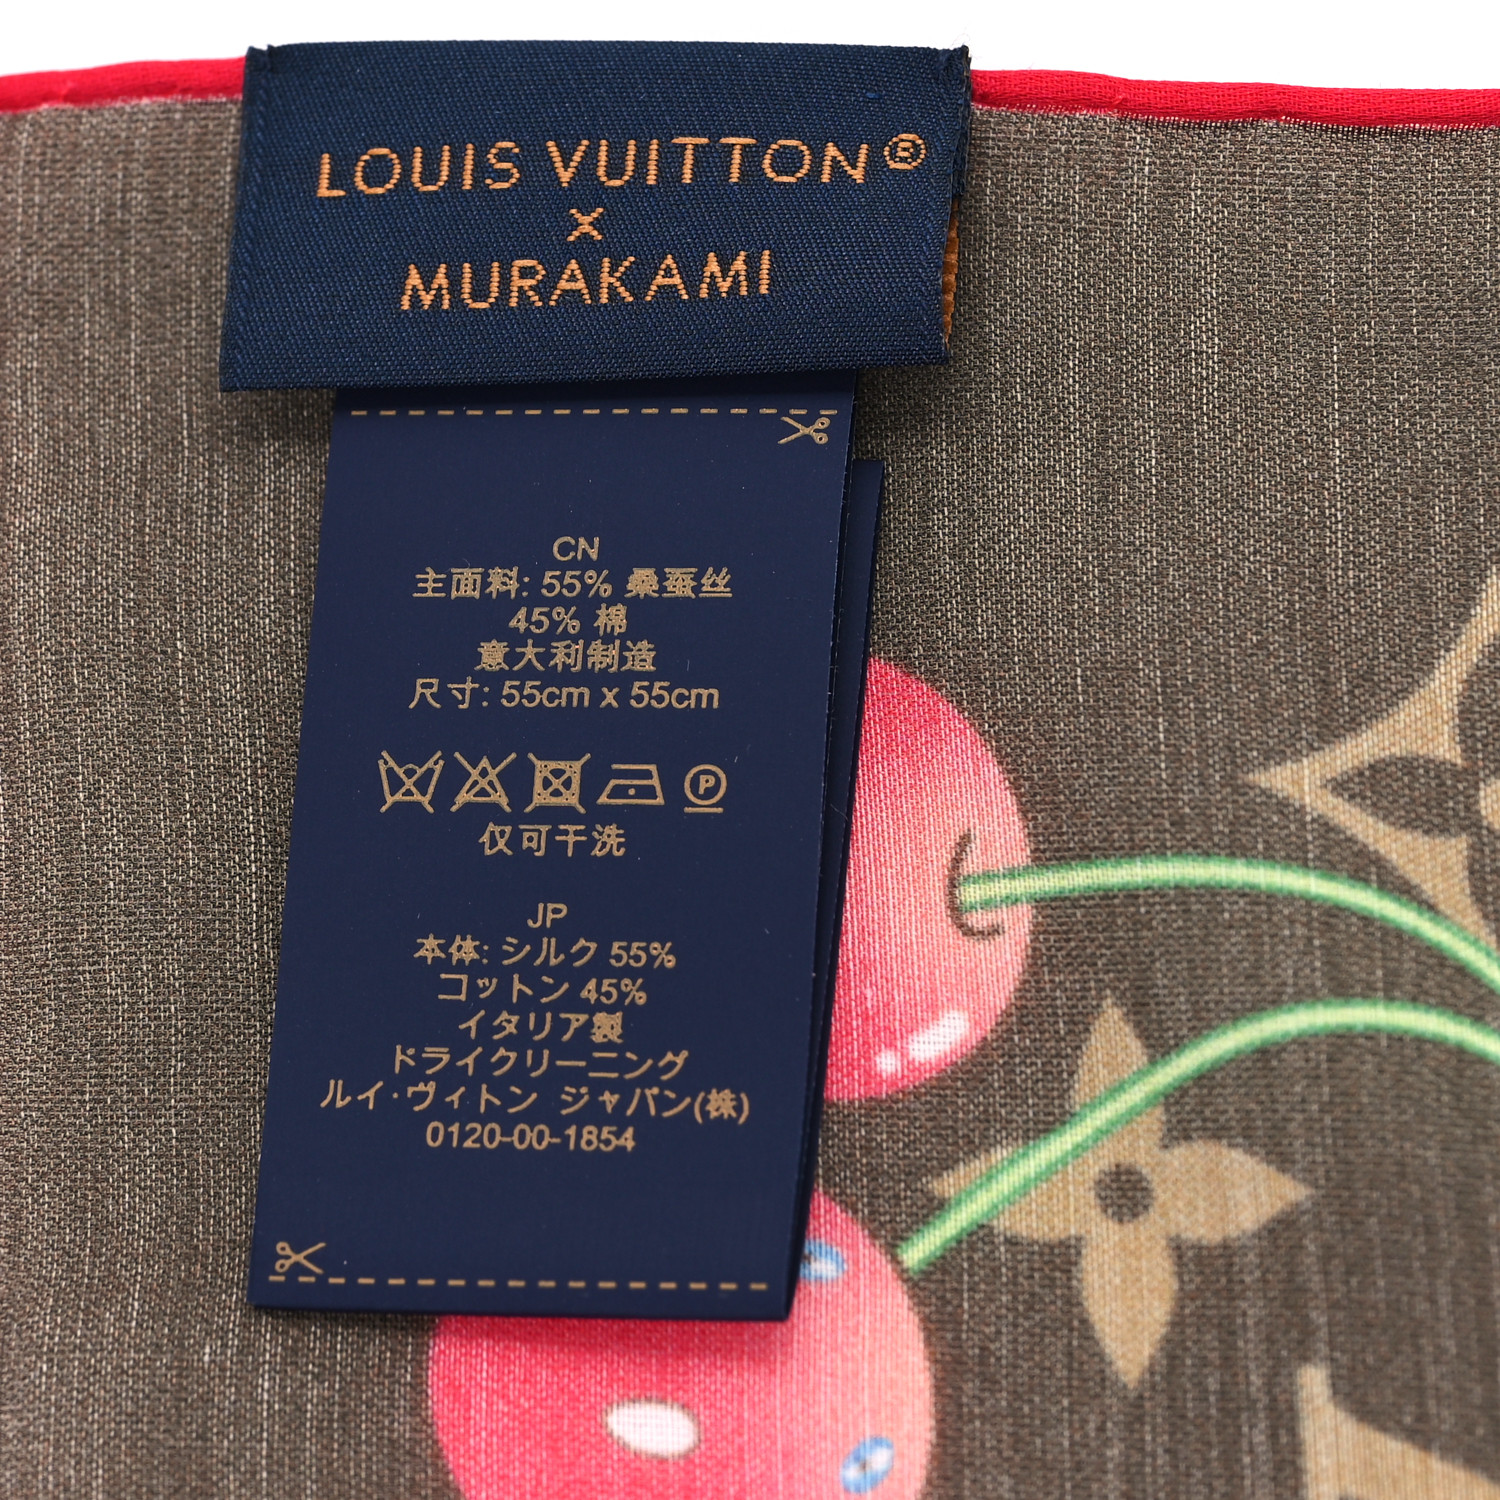 LOUIS VUITTON®
X
MURAKAMI
CN
主面料: 55% 桑蚕丝
45% 棉
意大利制造
尺寸: 55cm x 55cm
P
仅可干洗
JP
本体: シルク 55%
コットン 45%
イタリア製
ドライクリーニング
ルイ·ヴィトン ジャパン(株)
0120-00-1854